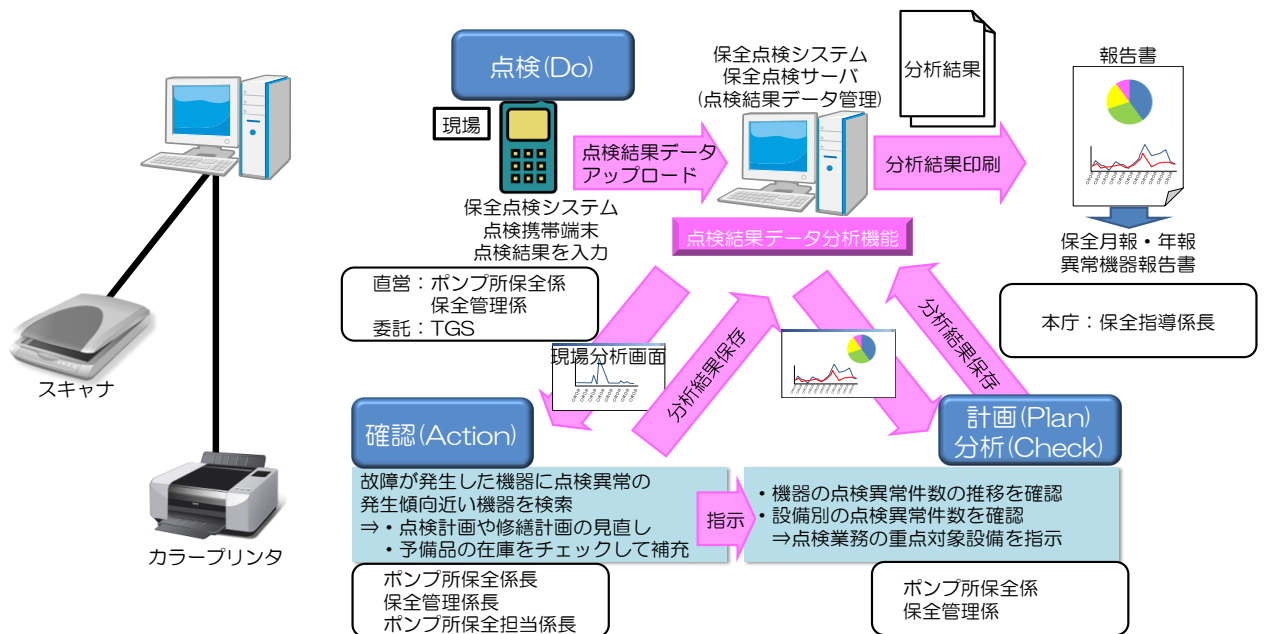 スキャナ
カラープリンタ
点検(Do)
現場
保全点検システム
点検携帯端末
点検結果を入力
直営：ポンプ所保全係
保全管理係
委託：TGS
点検結果データ
アップロード
保全点検システム
保全点検サーバ
(点検結果データ管理)
点検結果データ分析機能
分析結果
分析結果印刷
報告書
保全月報・年報
異常機器報告書
本庁：保全指導係長
現場分析画面
分析結果保存
分析結果保存
確認(Action)
故障が発生した機器に点検異常の
発生傾向近い機器を検索
⇒・点検計画や修繕計画の見直し
・予備品の在庫をチェックして補充
ポンプ所保全係長
保全管理係長
ポンプ所保全担当係長
指示
計画(Plan)
分析(Check)
・機器の点検異常件数の推移を確認
・設備別の点検異常件数を確認
⇒点検業務の重点対象設備を指示
ポンプ所保全係
保全管理係